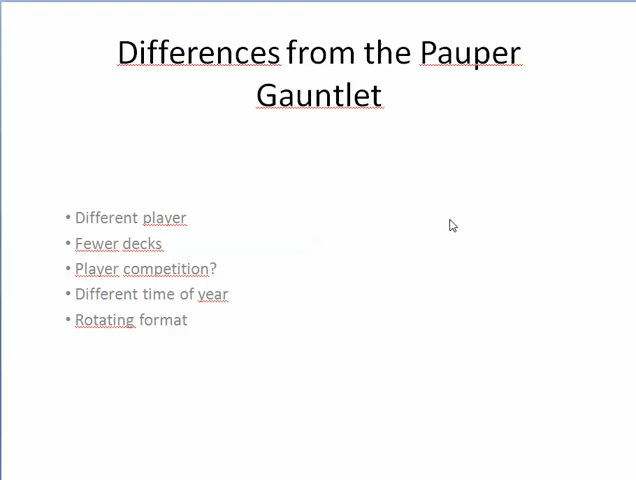 Differences from the Pauper
Gauntlet
• Different player
• Fewer decks
• Player competition?
• Different time of year
• Rotating format